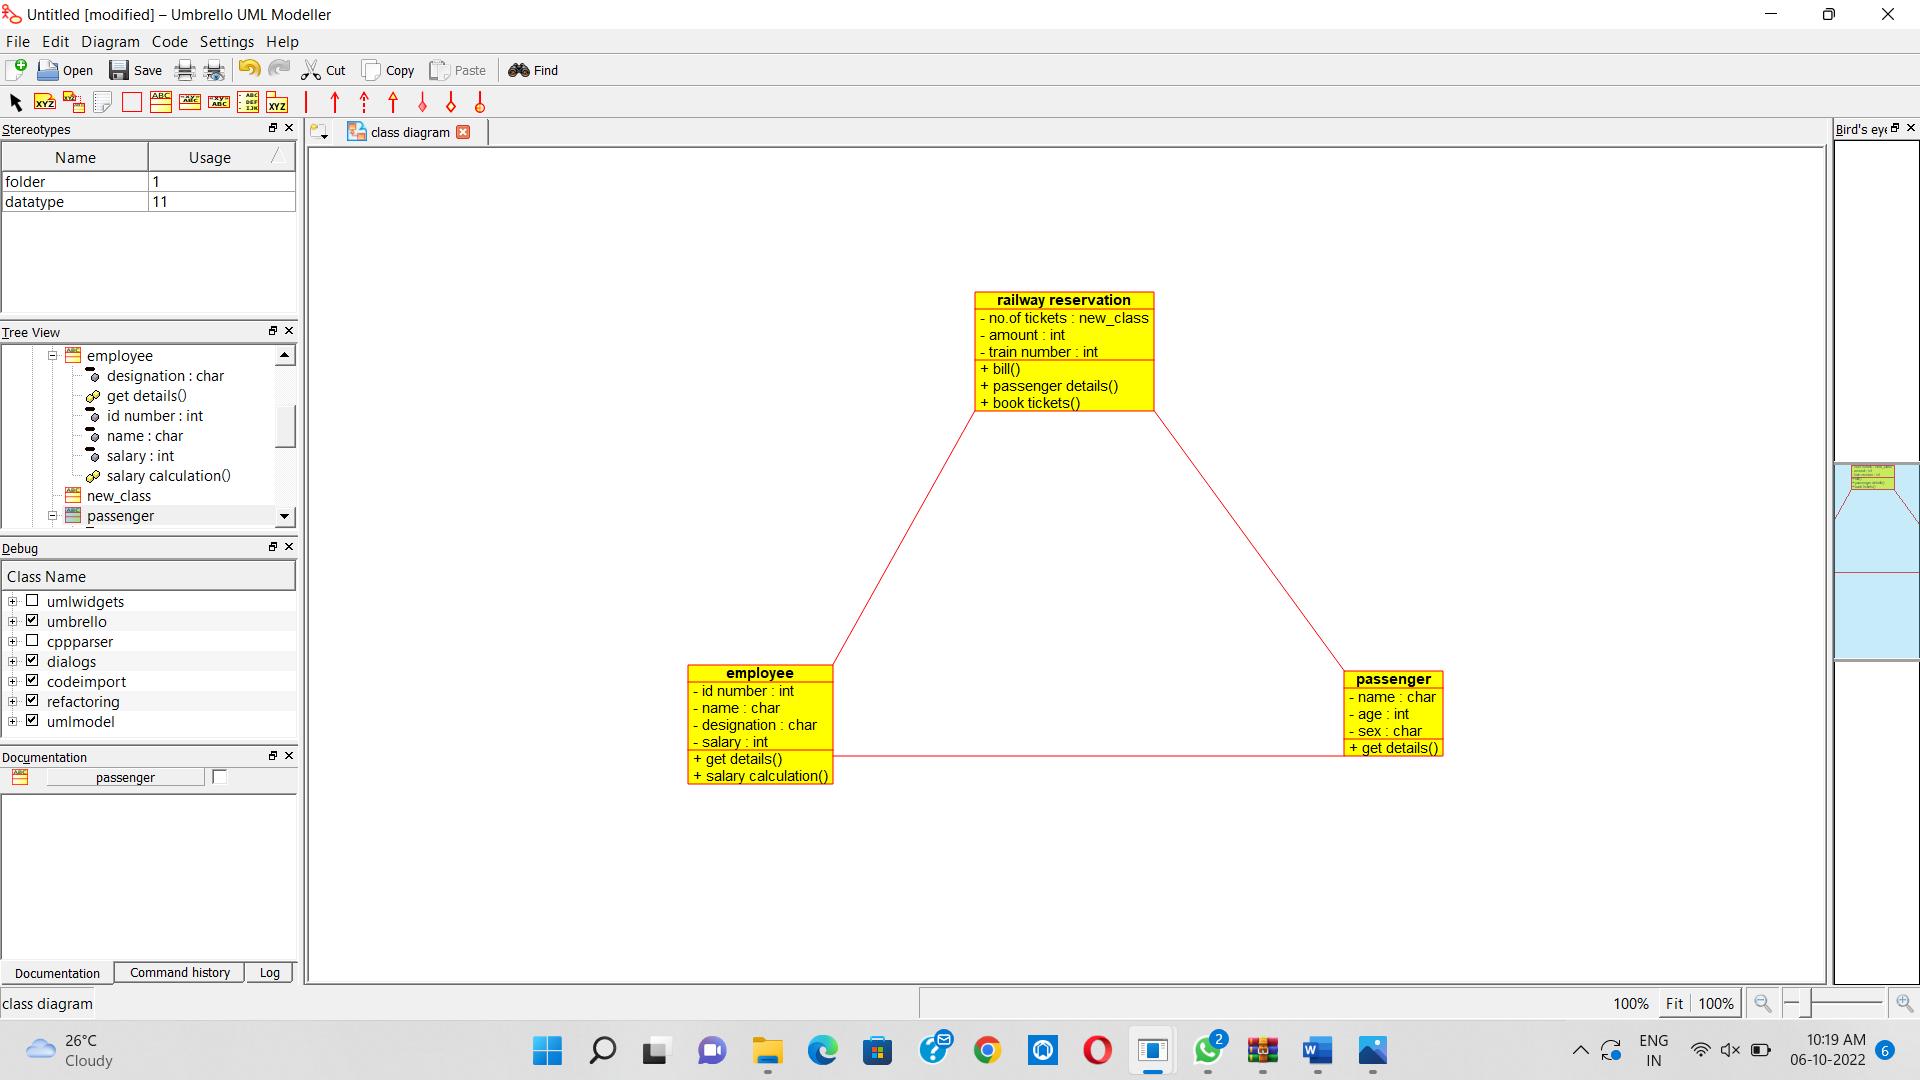 Untitled [modified] – Umbrello UML Modeller
File Edit Diagram Code Settings Help
Open Save Cut Copy Paste Find
Stereotypes
class diagram
Bird's eye
Name Usage
folder 1
datatype 11
Tree View
employee
designation : char
get details()
id number : int
name : char
salary : int
salary calculation()
new_class
passenger
Debug
Class Name
umlwidgets
umbrello
cppparser
dialogs
codeimport
refactoring
umlmodel
Documentation
passenger
Documentation Command history Log
railway reservation
- no.of tickets : new_class
- amount : int
- train number : int
+ bill()
+ passenger details()
+ book tickets()
employee
- id number : int
- name : char
- designation : char
- salary : int
+ get details()
+ salary calculation()
passenger
- name : char
- age : int
- sex : char
+ get details()
class diagram
100% Fit 100%
26°C
Cloudy
2
ENG
IN
10:19 AM
06-10-2022
6